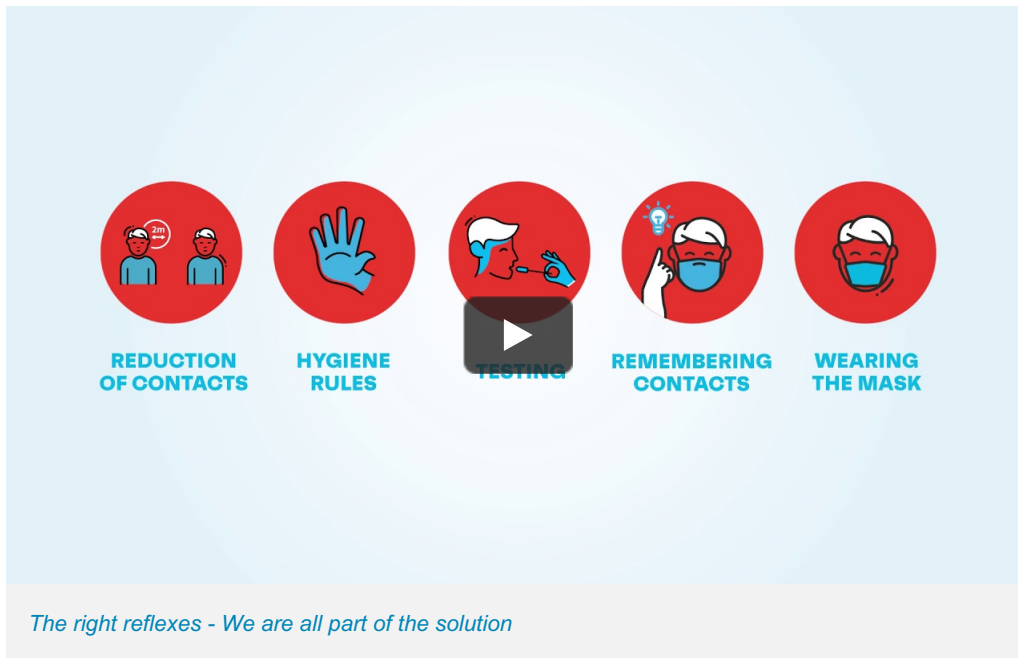 2m
REDUCTION
OF CONTACTS
HYGIENE
RULES
TESTING
REMEMBERING
CONTACTS
WEARING
THE MASK
The right reflexes - We are all part of the solution